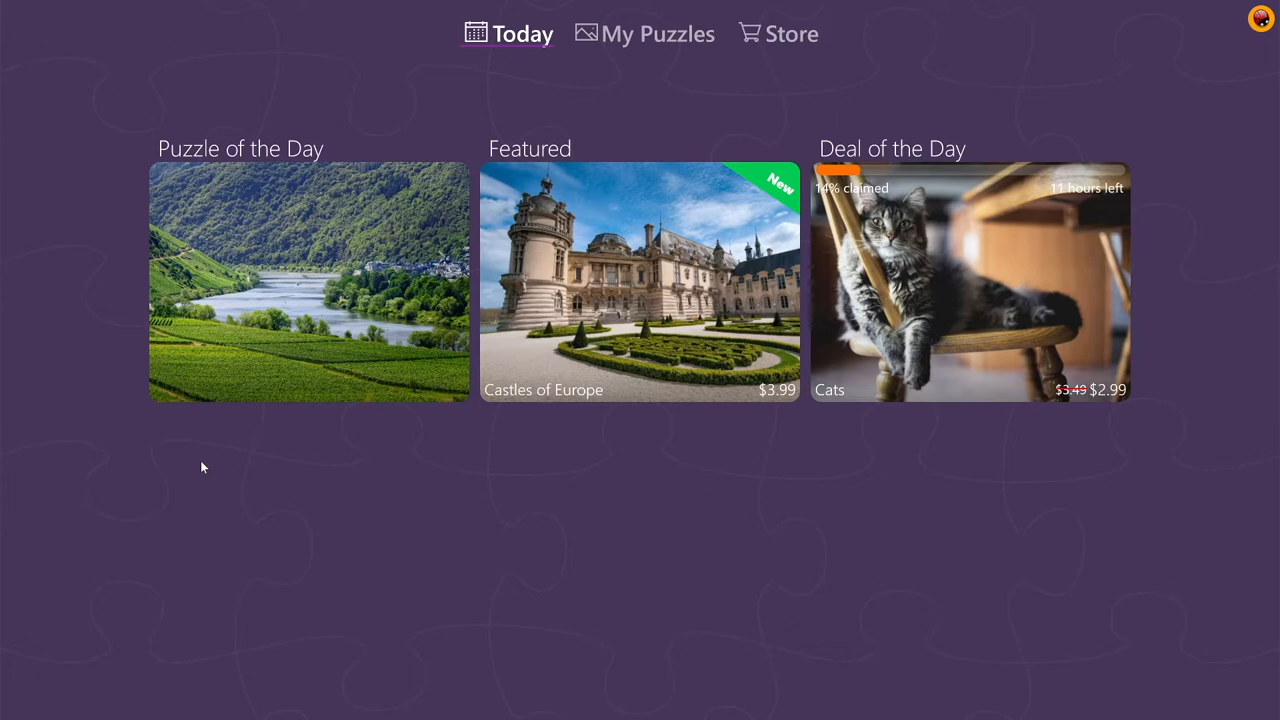 Today
My Puzzles
Store
Puzzle of the Day
Featured
Deal of the Day
New
14% claimed
11 hours left
Castles of Europe
$3.99
Cats
$3.49 $2.99